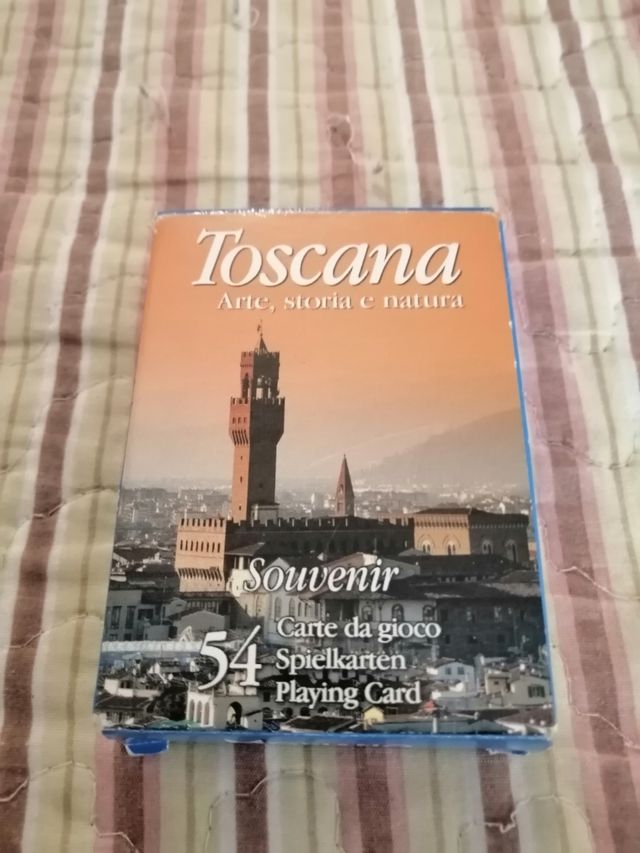 Toscana
Arte, storia e natura
Souvenir
54
Carte da gioco
Spielkarten
Playing Card